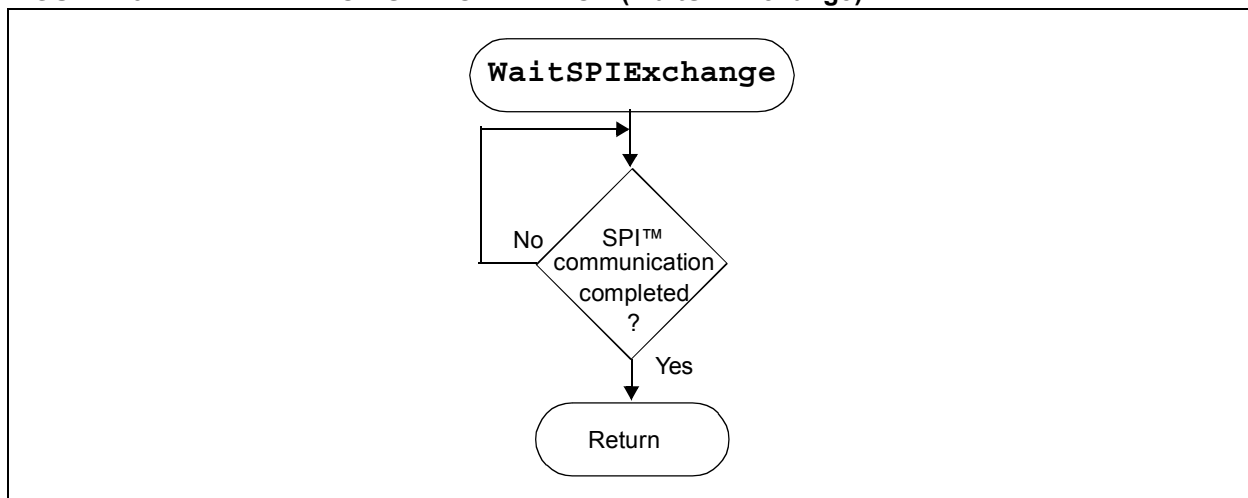 WaitSPIExchange
No
SPI™
communication
completed
?
Yes
Return